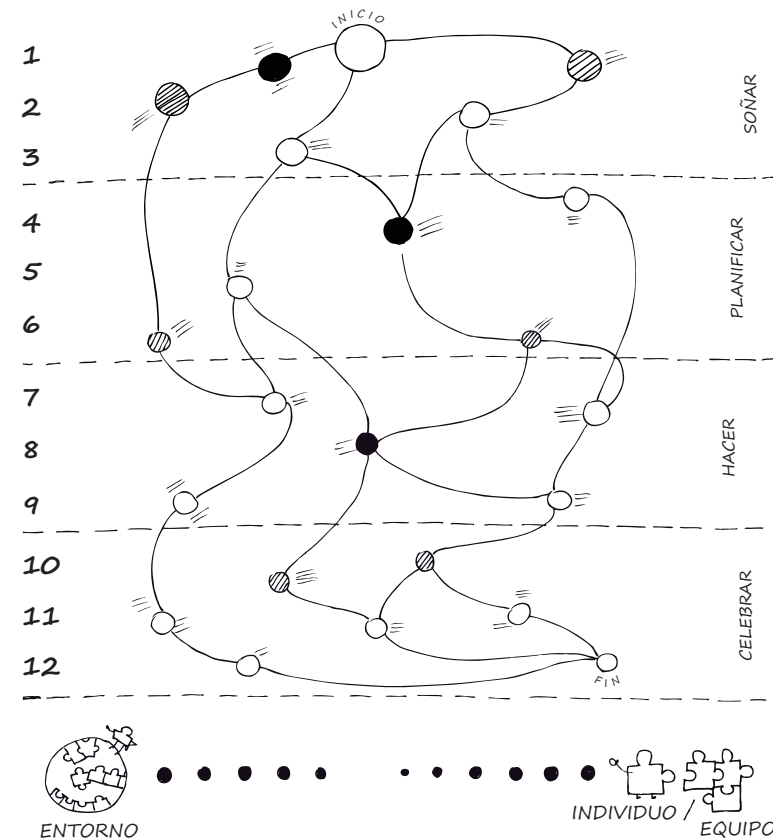 INICIO
1
2
3
SOÑAR
4
5
6
PLANIFICAR
7
8
9
HACER
10
11
12
CELEBRAR
FIN
ENTORNO
INDIVIDUO /
EQUIPO